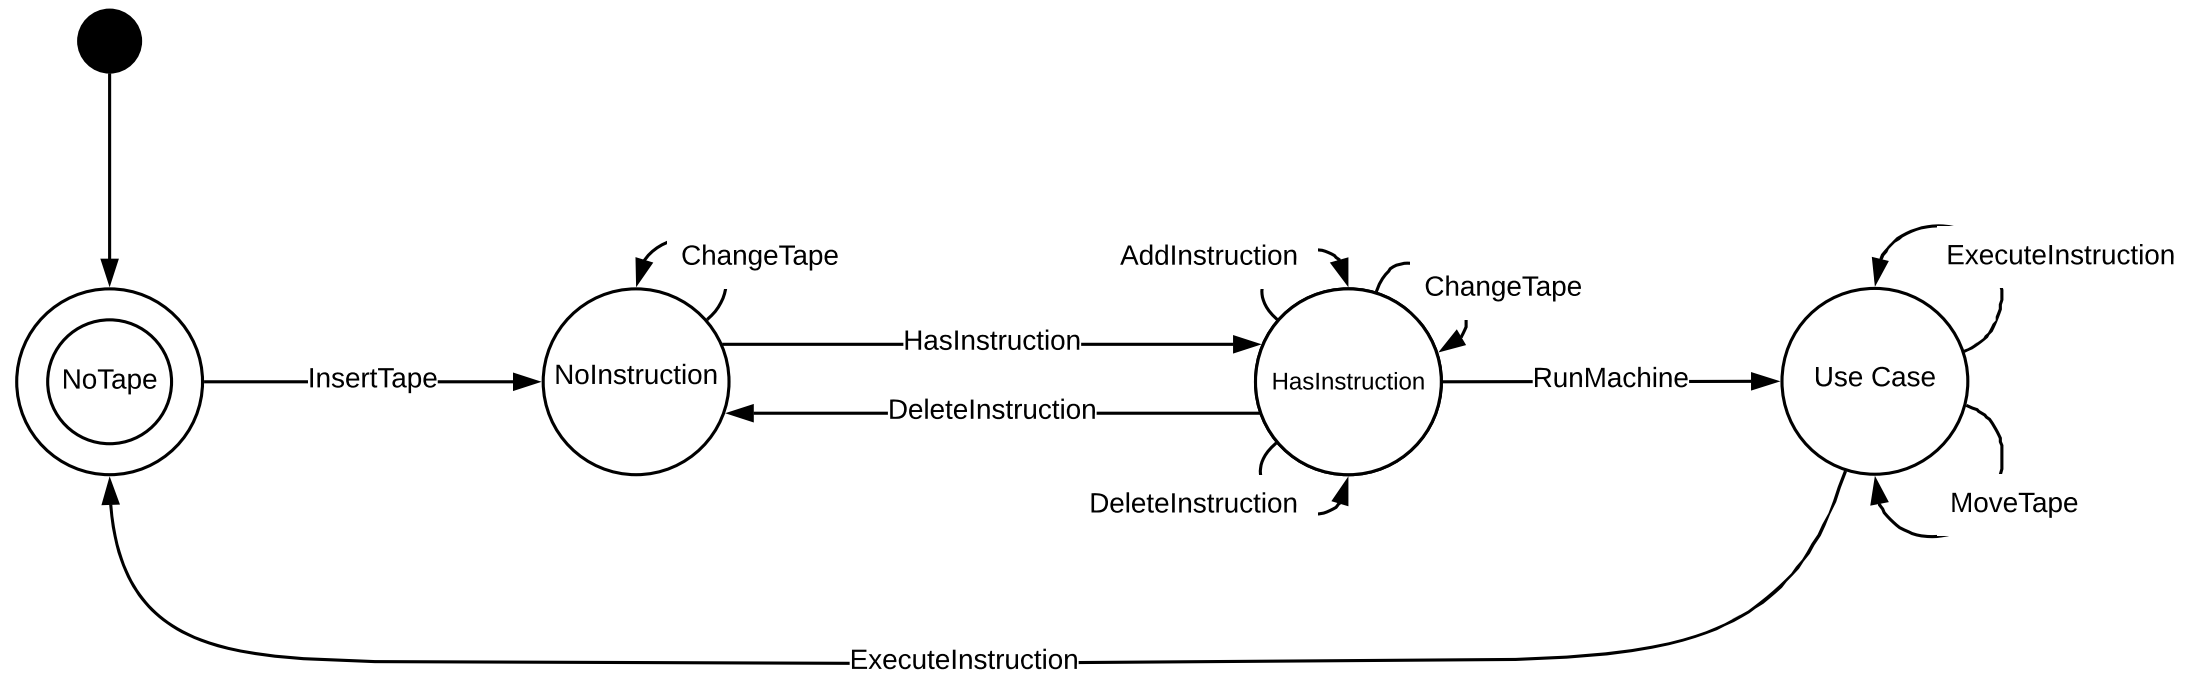 ChangeTape
AddInstruction
ChangeTape
ExecuteInstruction
NoTape
InsertTape
NoInstruction
HasInstruction
DeleteInstruction
HasInstruction
RunMachine
Use Case
DeleteInstruction
MoveTape
ExecuteInstruction